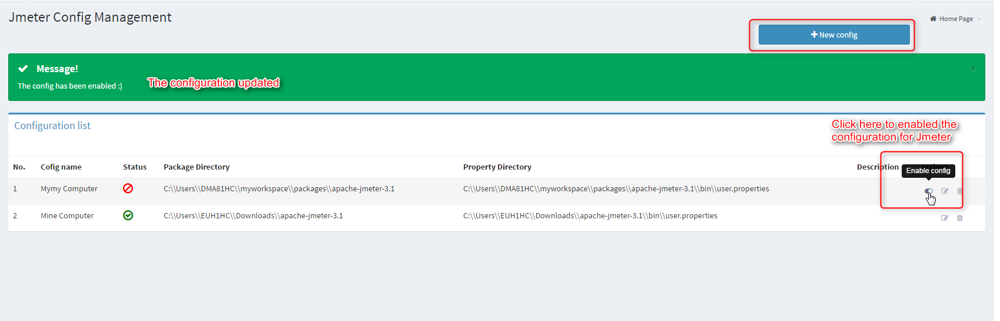 Jmeter Config Management
Home Page >
New config
Message!
The config has been enabled :)
The configuration updated
Configuration list
Click here to enabled the
configuration for Jmeter
No. Cofig name Status Package Directory Property Directory Description
Enable config
1 Mymy Computer C:\\Users\\DMA81HC\\myworkspace\\packages\\apache-jmeter-3.1 C:\\Users\\DMA81HC\\myworkspace\\packages\\apache-jmeter-3.1\\bin\\user.properties
2 Mine Computer C:\\Users\\EUH1HC\\Downloads\\apache-jmeter-3.1 C:\\Users\\EUH1HC\\Downloads\\apache-jmeter-3.1\\bin\\user.properties